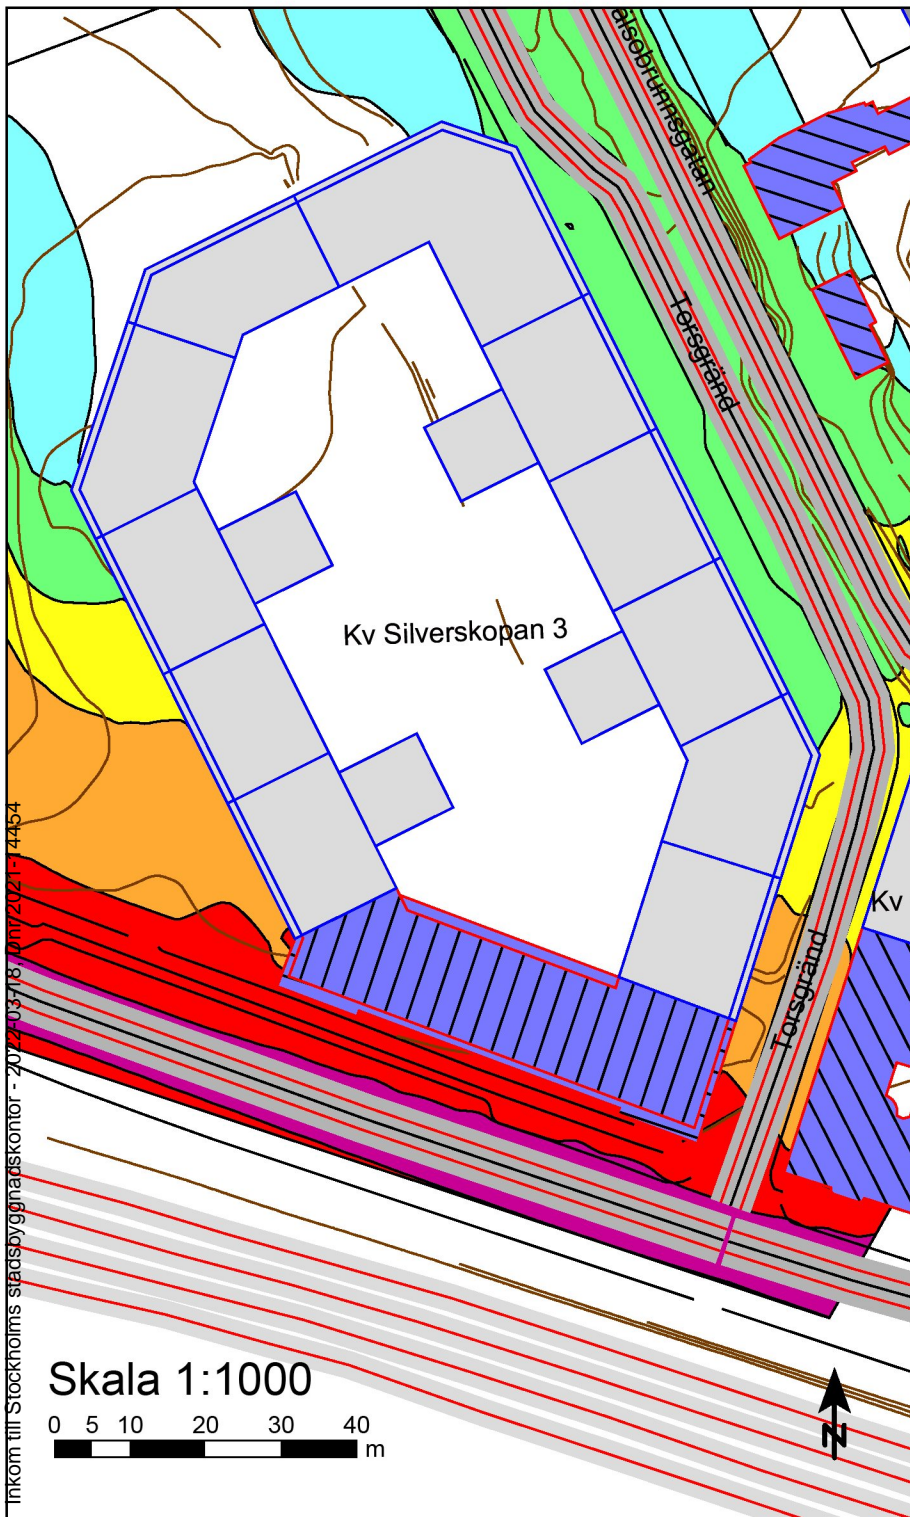 Torsgränd
Kv Silverskopan 3
Kv
Torsgränd
Inkom till Stockholms stadsbyggnadskontor - 2022-03-18, Dnr 2021-14454
Skala 1:1000
0 5 10 20 30 40
m
N